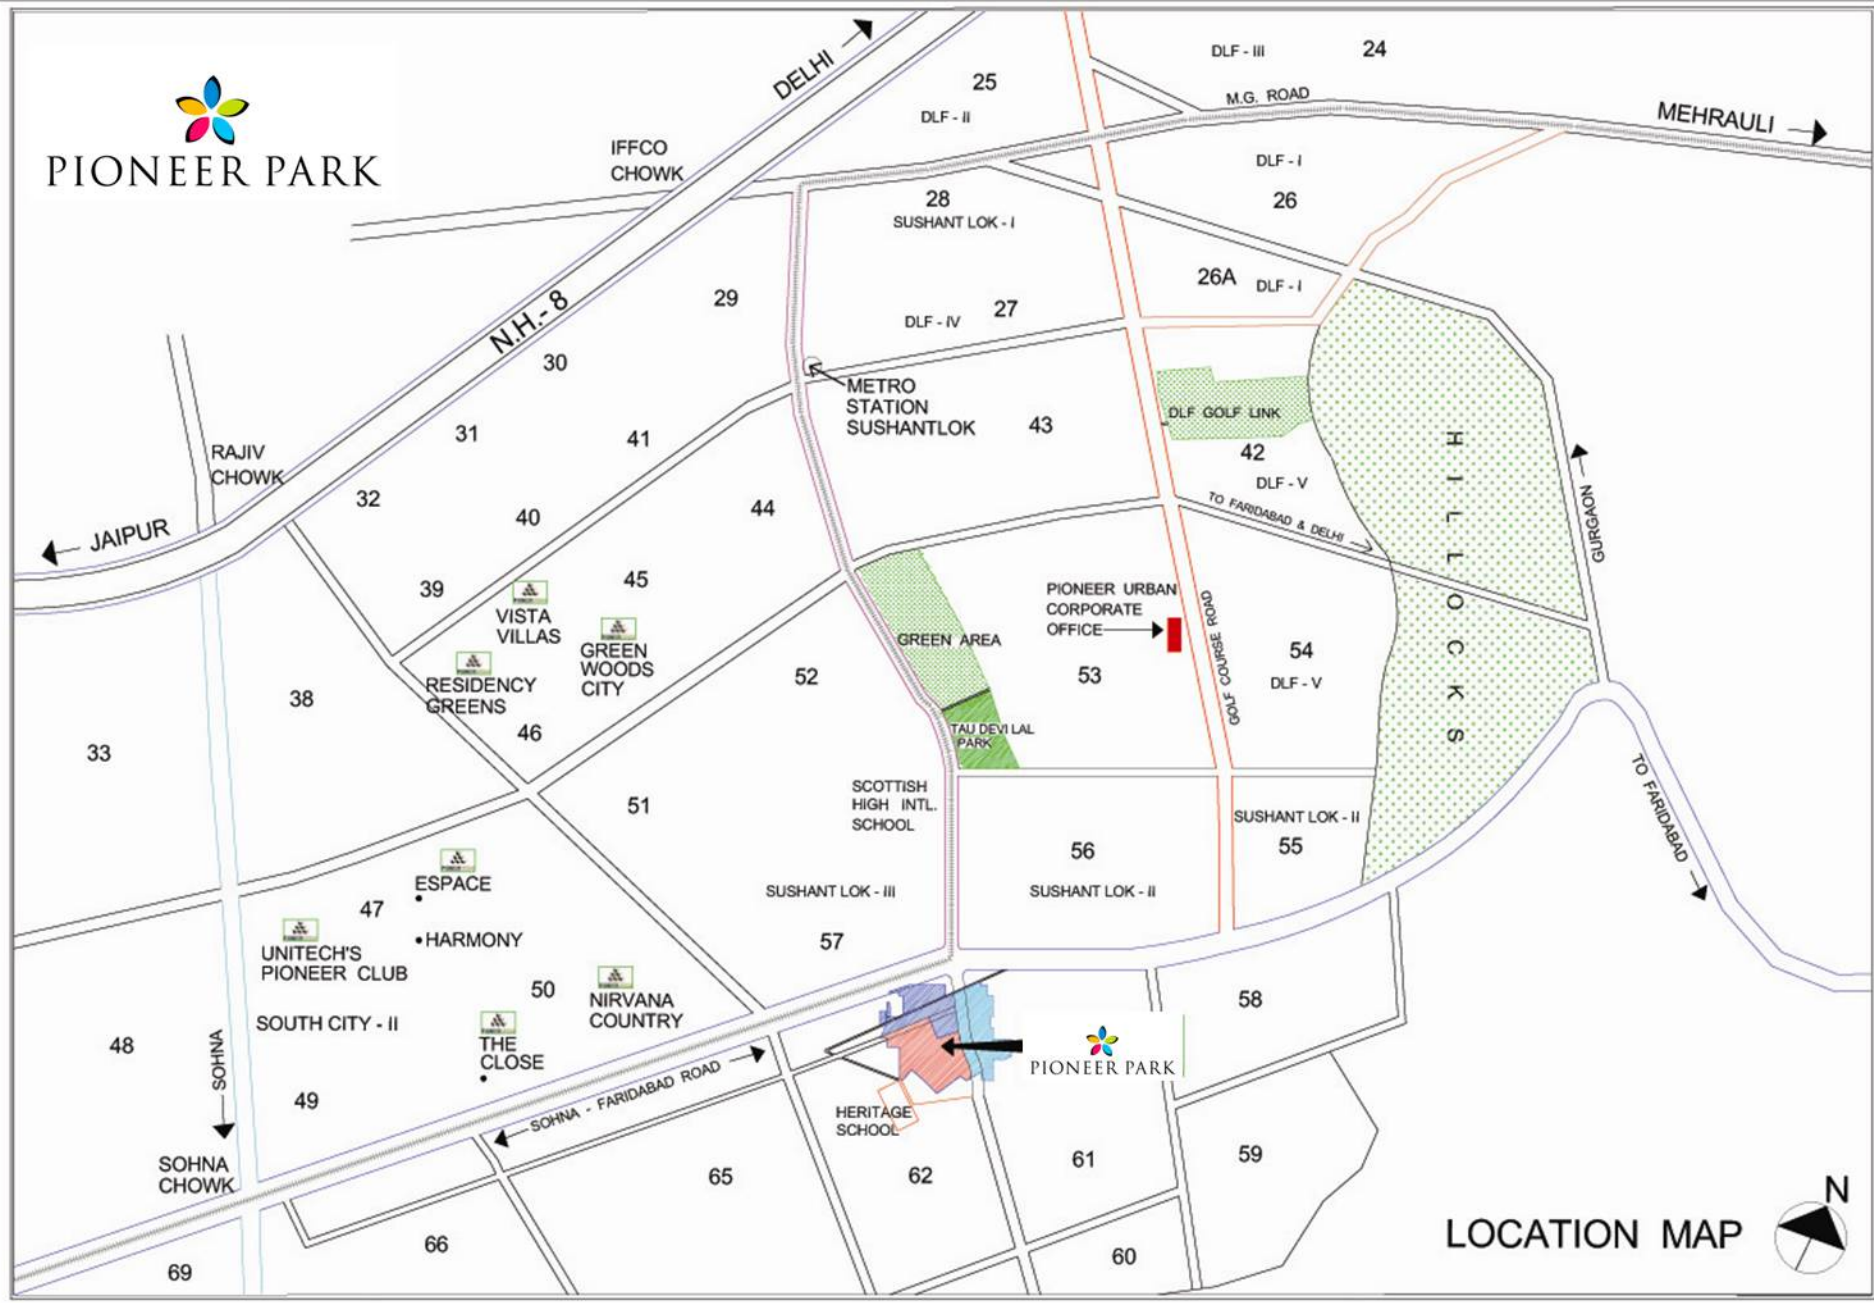 PIONEER PARK
DELHI
IFFCO
CHOWK
25
DLF - II
DLF - III
24
M.G. ROAD
MEHRAULI
DLF - I
26
28
SUSHANT LOK - I
26A
DLF - I
29
27
DLF - IV
N.H.- 8
30
METRO
STATION
SUSHANTLOK
31
41
43
DLF GOLF LINK
42
DLF - V
HILLOCKS
GURGAON
RAJIV
CHOWK
32
40
44
TO FARIDABAD & DELHI
JAIPUR
39
45
VISTA
VILLAS
GREEN
WOODS
CITY
GREEN AREA
PIONEER URBAN
CORPORATE
OFFICE
GOLF COURSE ROAD
54
DLF - V
53
52
RESIDENCY
GREENS
46
38
33
TAU DEVI LAL
PARK
TO FARIDABAD
51
SCOTTISH
HIGH INTL.
SCHOOL
SUSHANT LOK - II
55
56
SUSHANT LOK - II
SUSHANT LOK - III
57
ESPACE
47
HARMONY
UNITECH'S
PIONEER CLUB
50
NIRVANA
COUNTRY
SOUTH CITY - II
THE
CLOSE
48
49
SOHNA
SOHNA - FARIDABAD ROAD
58
PIONEER PARK
HERITAGE
SCHOOL
SOHNA
CHOWK
65
62
61
59
66
69
60
LOCATION MAP
N